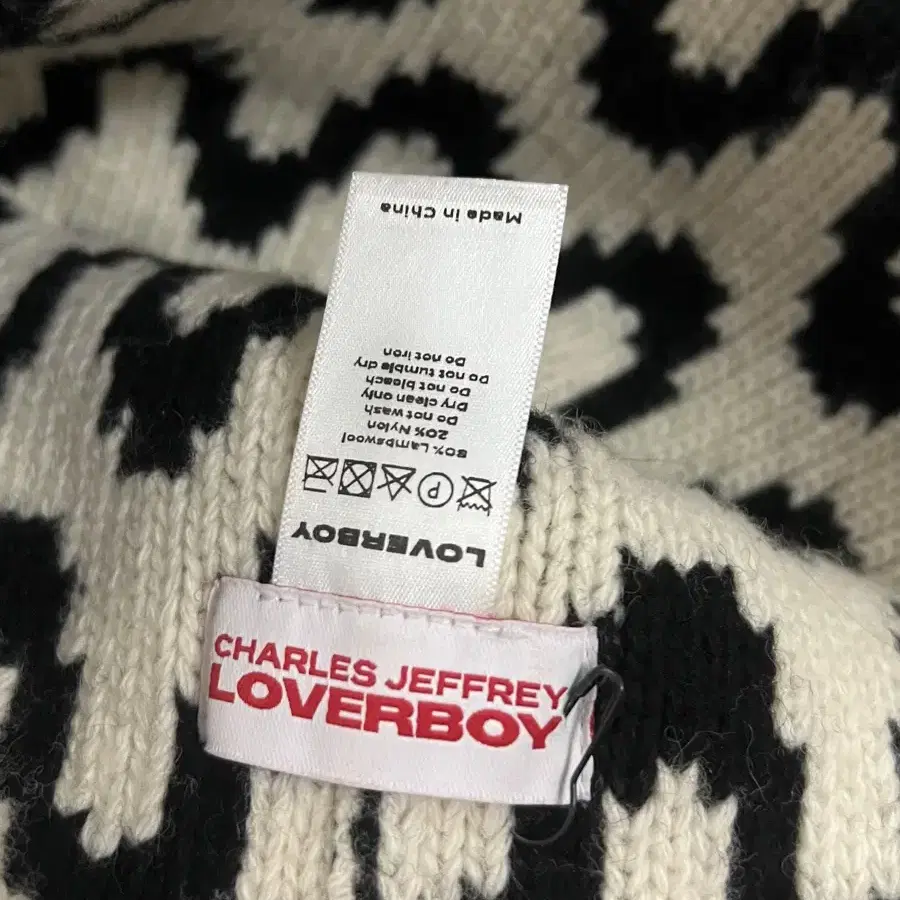 Made in China
Do not iron
Do not tumble dry
Do not bleach
Dry clean only
Do not wash
20% Nylon
80% Lambswool
P
LOVERBOY
CHARLES JEFFREY
LOVERBOY